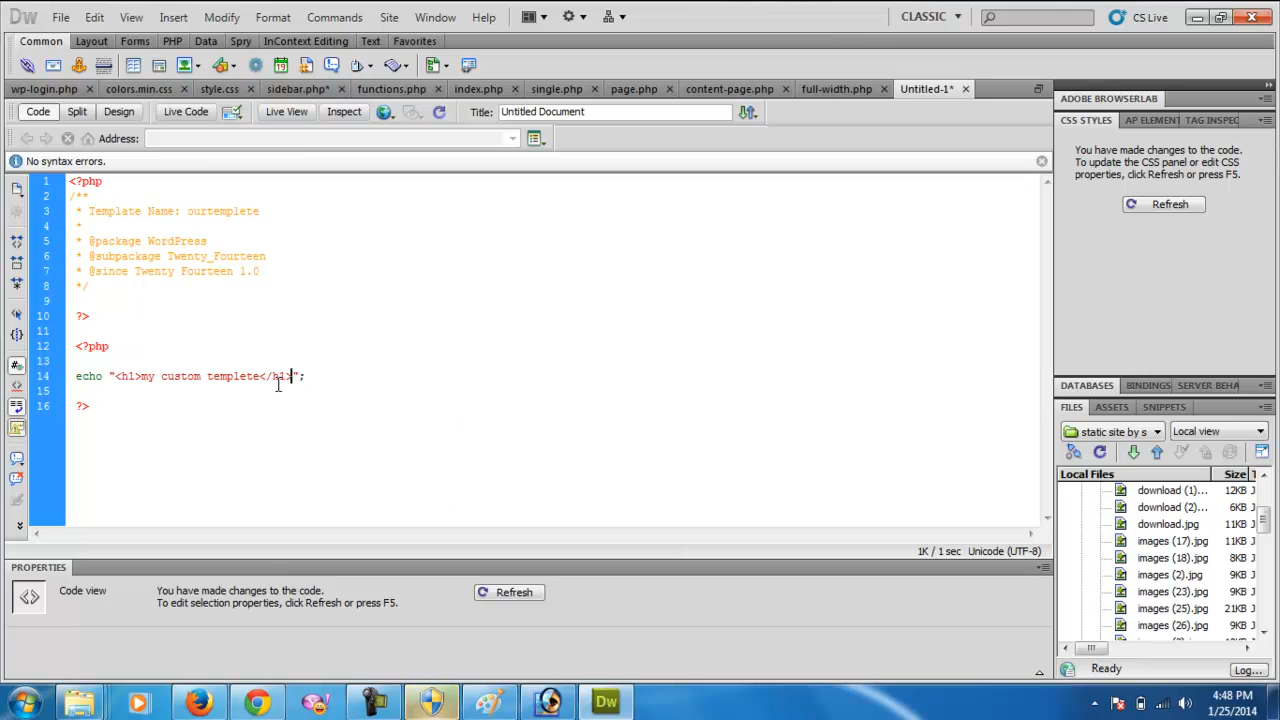 Dw File Edit View Insert Modify Format Commands Site Window Help CLASSIC CS Live
Common Layout Forms PHP Data Spry InContext Editing Text Favorites
wp-login.php colors.min.css style.css sidebar.php* functions.php index.php single.php page.php content-page.php full-width.php Untitled-1*
Code Split Design Live Code Live View Inspect Title: Untitled Document
Address:
No syntax errors.
1 <?php
2 /**
3 * Template Name: ourtemplete
4 *
5 * @package WordPress
6 * @subpackage Twenty_Fourteen
7 * @since Twenty Fourteen 1.0
8 */
9
10 ?>
11
12 <?php
13
14 echo "<h1>my custom templete</h1>";
15
16 ?>
1K / 1 sec Unicode (UTF-8)
PROPERTIES
Code view
You have made changes to the code.
To edit selection properties, click Refresh or press F5.
Refresh
ADOBE BROWSERLAB
CSS STYLES AP ELEMENT TAG INSPEC
You have made changes to the code.
To update the CSS panel or edit CSS
properties, click Refresh or press F5.
Refresh
DATABASES BINDINGS SERVER BEHA
FILES ASSETS SNIPPETS
static site by s Local view
Local Files Size T
download (1)... 12KB J
download (2)... 6KB J
download.jpg 11KB J
images (17).jpg 11KB J
images (18).jpg 8KB J
images (2).jpg 9KB J
images (23).jpg 9KB J
images (25).jpg 21KB J
images (26).jpg 9KB J
Ready Log...
Dw
4:48 PM
1/25/2014